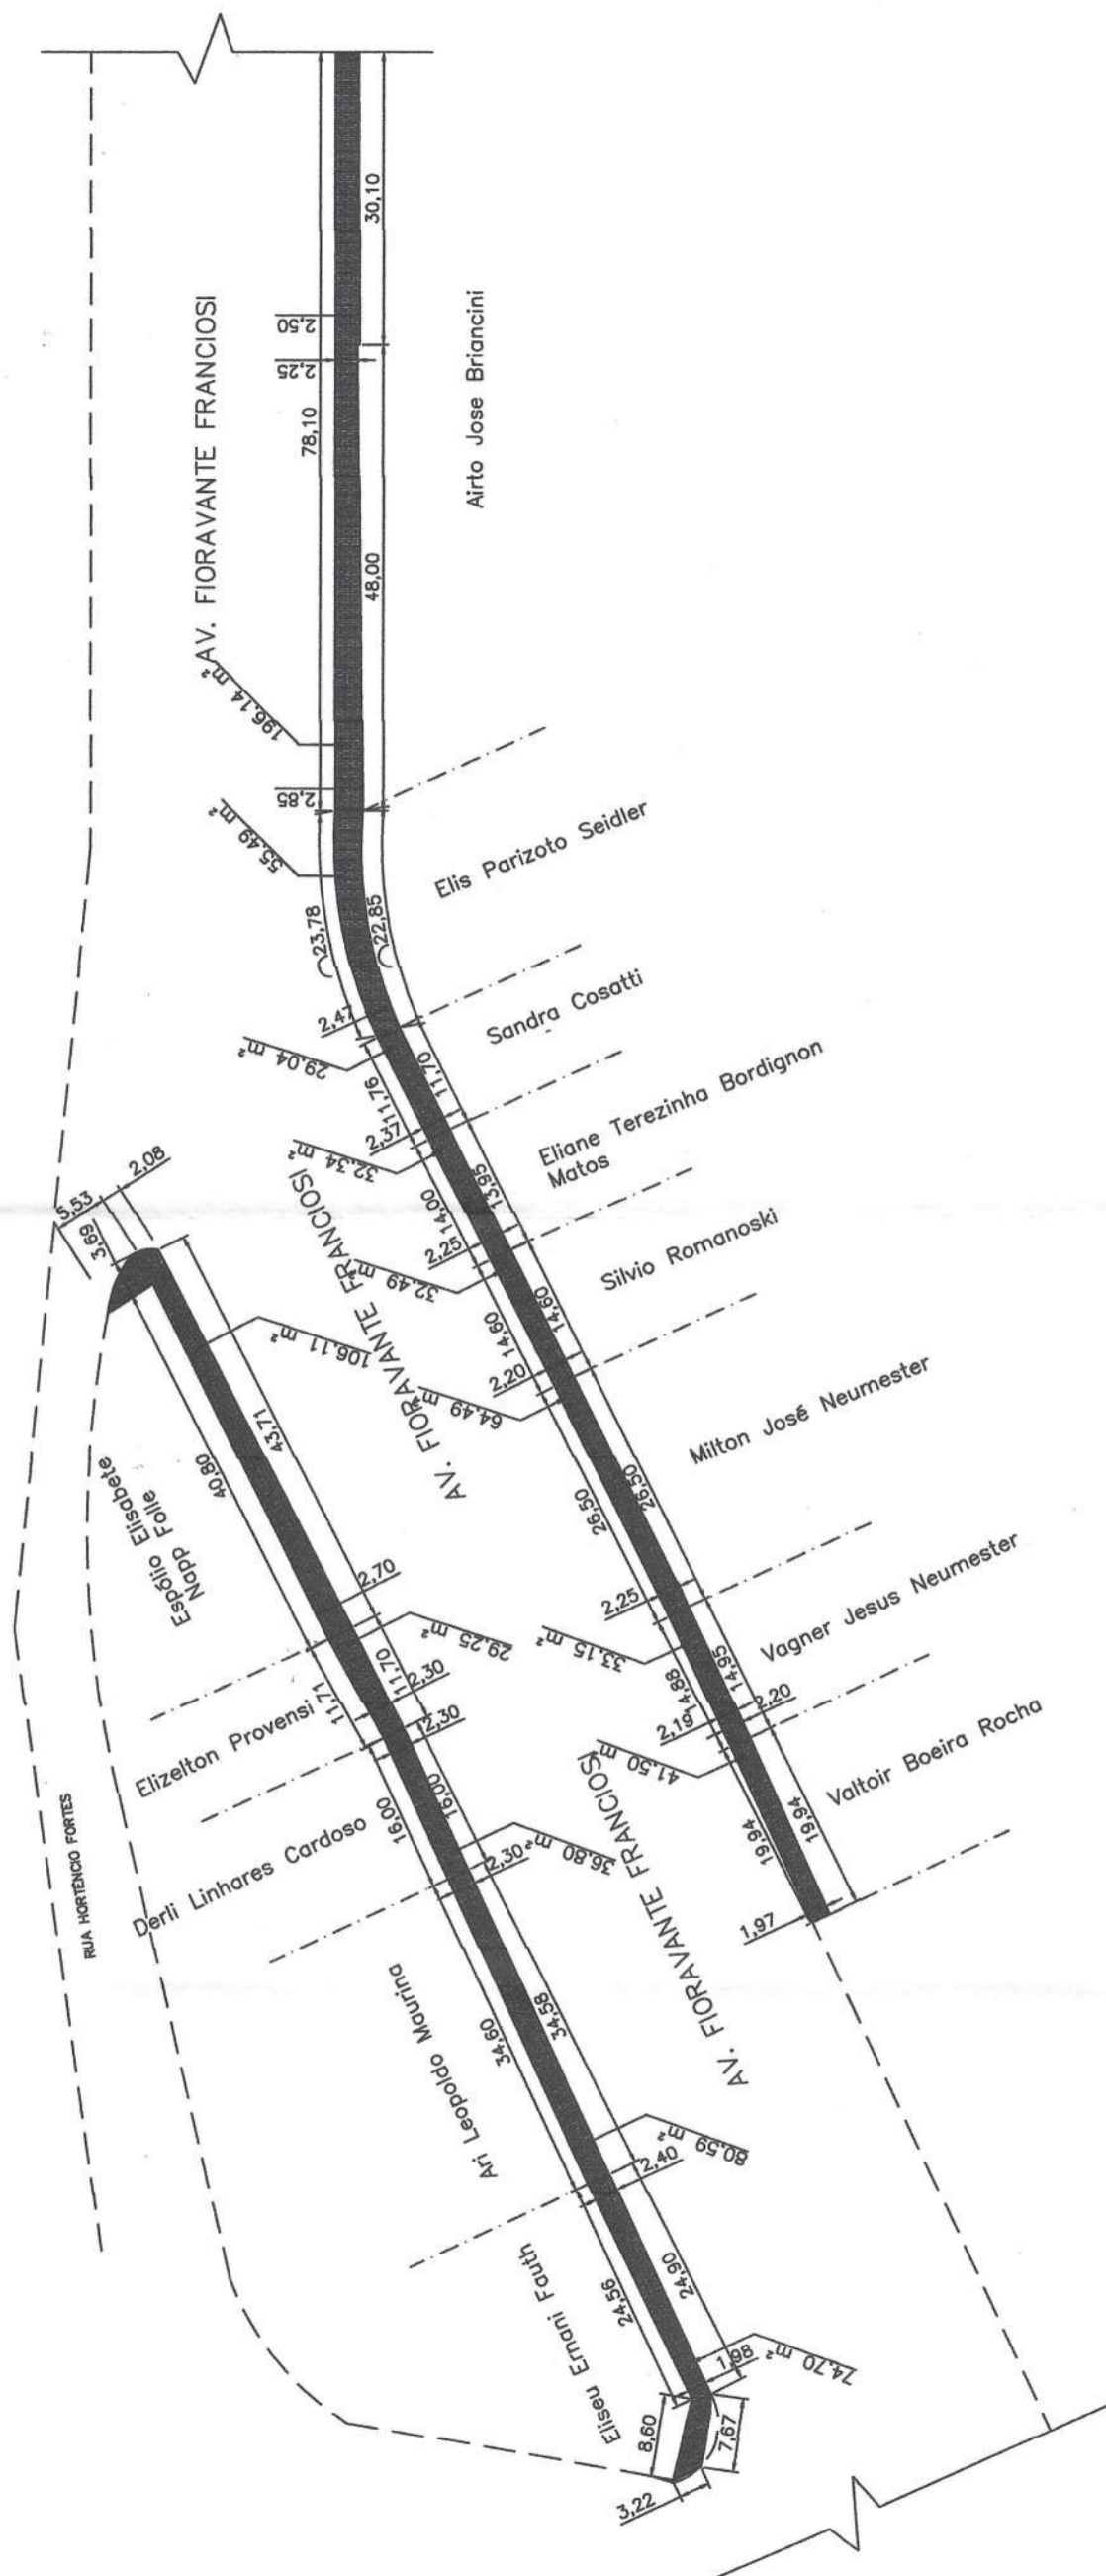 30,10
AV. FIORAVANTE FRANCIOSI
2,50
2,25
78,10
Airto Jose Briancini
48,00
196,14 m²
2,85
55,49 m²
Elis Parizoto Seidler
23,78
22,85
Sandra Cosatti
2,47
29,04 m²
11,76
11,70
Eliane Terezinha Bordignon
Matos
32,34 m²
14,00
13,95
2,25
Silvio Romanoski
32,49 m²
14,60
14,60
2,20
AV. FIORAVANTE FRANCIOSI
64,49 m²
Milton José Neumester
26,50
26,50
2,08
5,53
3,69
106,11 m²
43,71
40,80
Espólio Elisabete
Napp Folle
2,70
29,25 m²
2,25
33,15 m²
Vagner Jesus Neumester
14,88
14,95
2,20
2,19
41,50 m²
Valtoir Boeira Rocha
19,94
19,94
1,97
11,70
11,71
2,30
Elizelton Provensi
2,30
16,00
16,00
RUA HORTÊNCIO FORTES
Derli Linhares Cardoso
2,30
36,80 m²
AV. FIORAVANTE FRANCIOSI
Ari Leopoldo Maurina
34,60
34,58
80,59 m²
2,40
Eliseu Ernani Fauth
24,56
24,90
1,98
74,70 m²
8,60
7,67
3,22